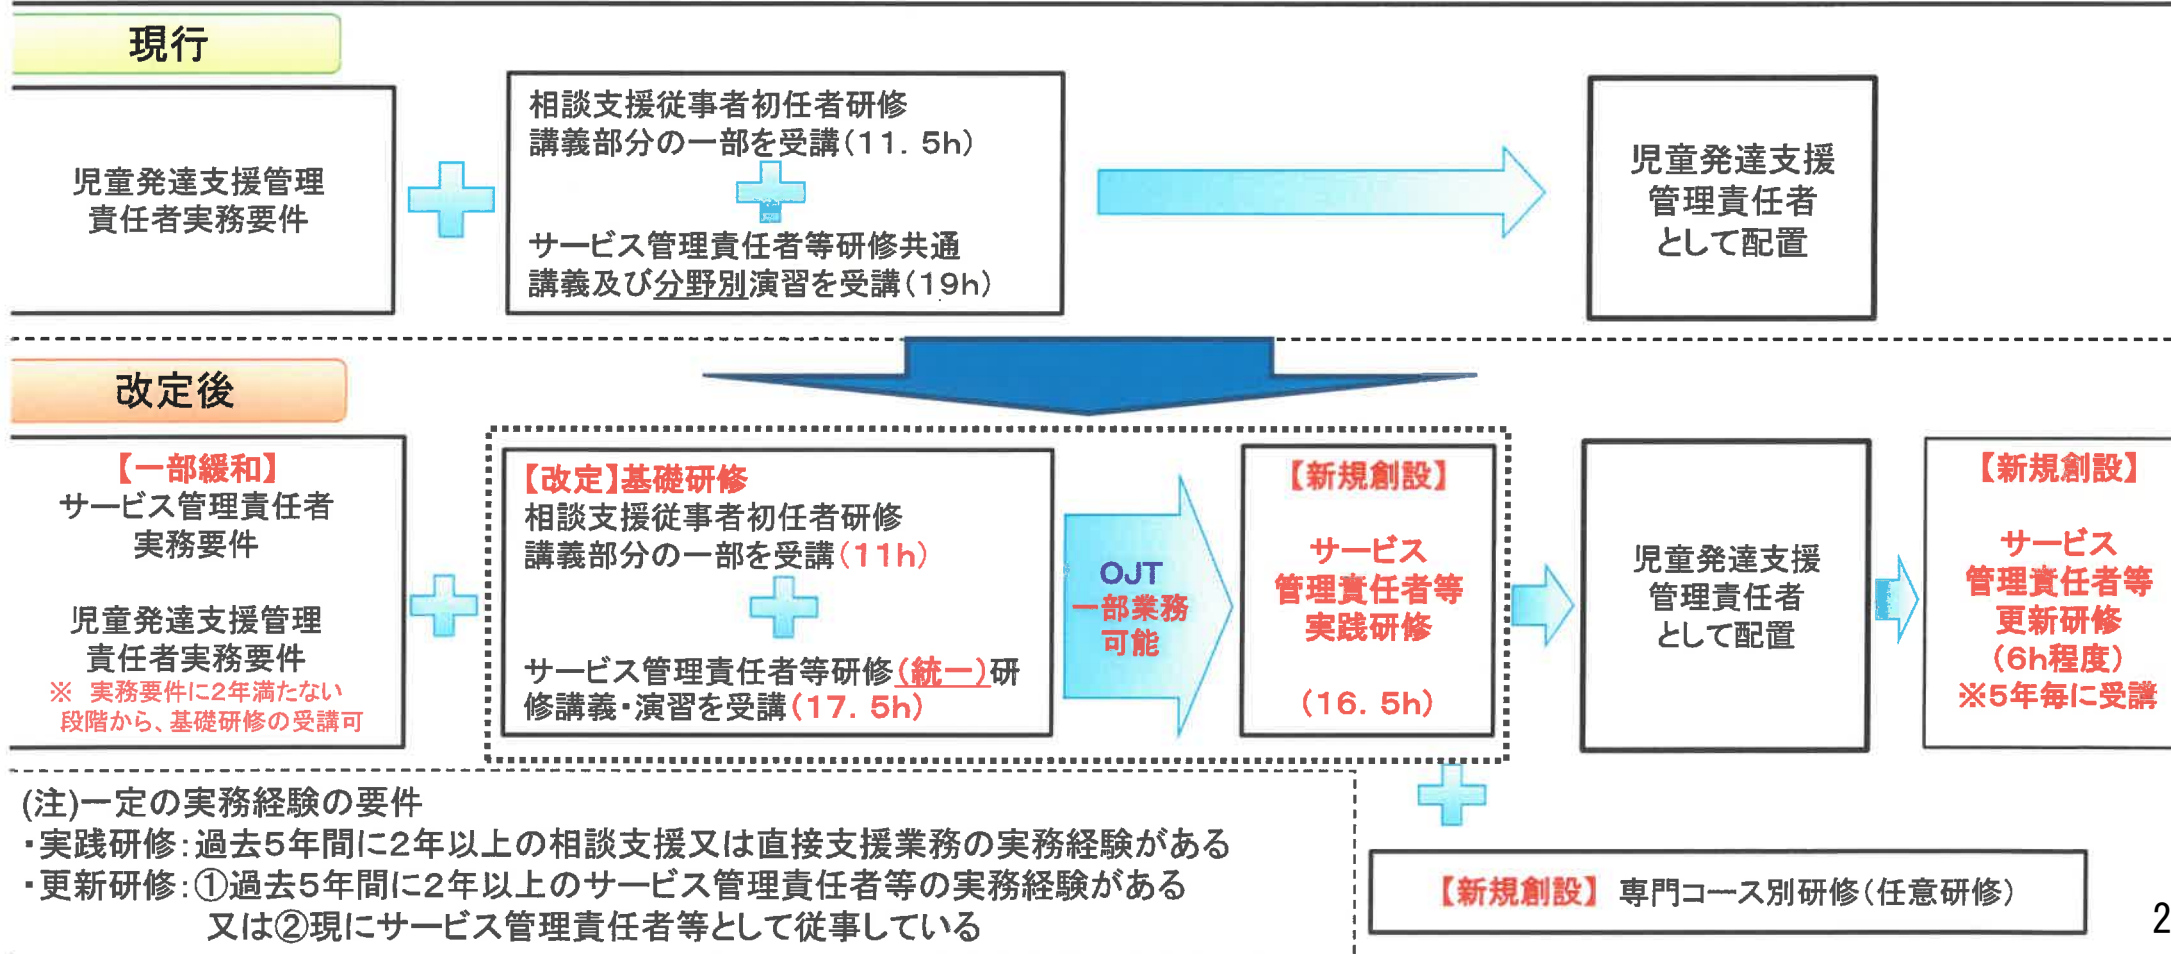 現行
児童発達支援管理
責任者実務要件
相談支援従事者初任者研修
講義部分の一部を受講(11．5h)
サービス管理責任者等研修共通
講義及び分野別演習を受講(19h)
児童発達支援
管理責任者
として配置
改定後
【一部緩和】
サービス管理責任者
実務要件
児童発達支援管理
責任者実務要件
※　実務要件に2年満たない
段階から、基礎研修の受講可
【改定】基礎研修
相談支援従事者初任者研修
講義部分の一部を受講(11h)
サービス管理責任者等研修(統一)研
修講義・演習を受講(17．5h)
OJT
一部業務
可能
【新規創設】
サービス
管理責任者等
実践研修
(16．5h)
児童発達支援
管理責任者
として配置
【新規創設】
サービス
管理責任者等
更新研修
(6h程度)
※5年毎に受講
(注)一定の実務経験の要件
・実践研修：過去5年間に2年以上の相談支援又は直接支援業務の実務経験がある
・更新研修：①過去5年間に2年以上のサービス管理責任者等の実務経験がある
又は②現にサービス管理責任者等として従事している
【新規創設】専門コース別研修(任意研修)
2